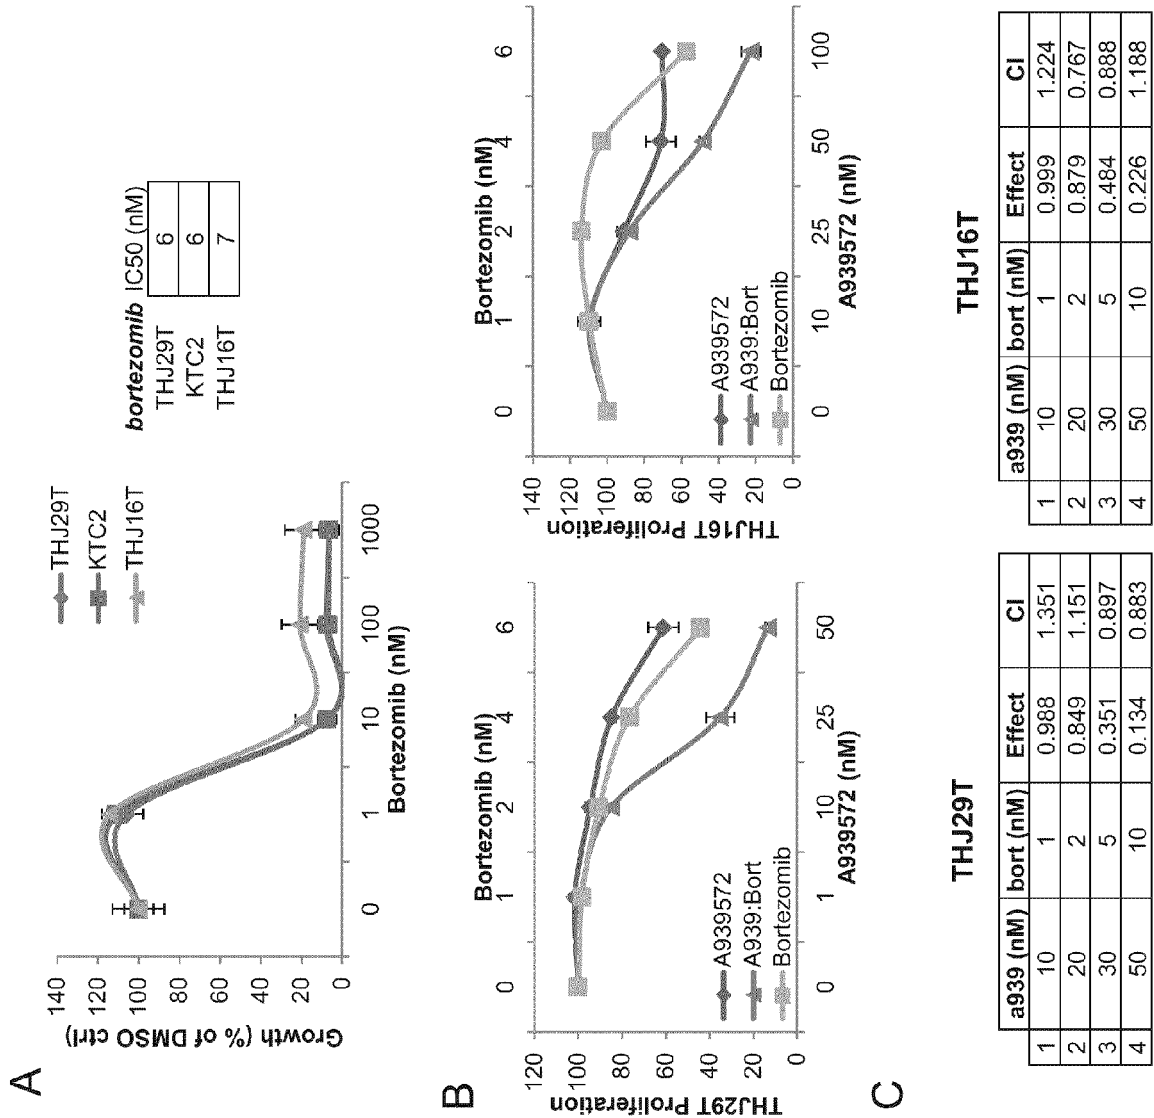 A
Growth (% of DMSO ctrl)
140
120
100
80
60
40
20
0
0 1 10 100 1000
Bortezomib (nM)
THJ29T
KTC2
THJ16T
bortezomib IC50 (nM)
THJ29T 6
KTC2 6
THJ16T 7
B
Bortezomib (nM)
0 1 2 4 6
THJ29T Proliferation
120
100
80
60
40
20
0
A939572
A939:Bort
Bortezomib
0 1 10 25 50
A939572 (nM)
Bortezomib (nM)
0 1 2 4 6
THJ16T Proliferation
140
120
100
80
60
40
20
0
A939572
A939:Bort
Bortezomib
0 10 25 50 100
A939572 (nM)
C
THJ29T
a939 (nM) bort (nM) Effect CI
1 10 1 0.988 1.351
2 20 2 0.849 1.151
3 30 5 0.351 0.897
4 50 10 0.134 0.883
THJ16T
a939 (nM) bort (nM) Effect CI
1 10 1 0.999 1.224
2 20 2 0.879 0.767
3 30 5 0.484 0.888
4 50 10 0.226 1.188